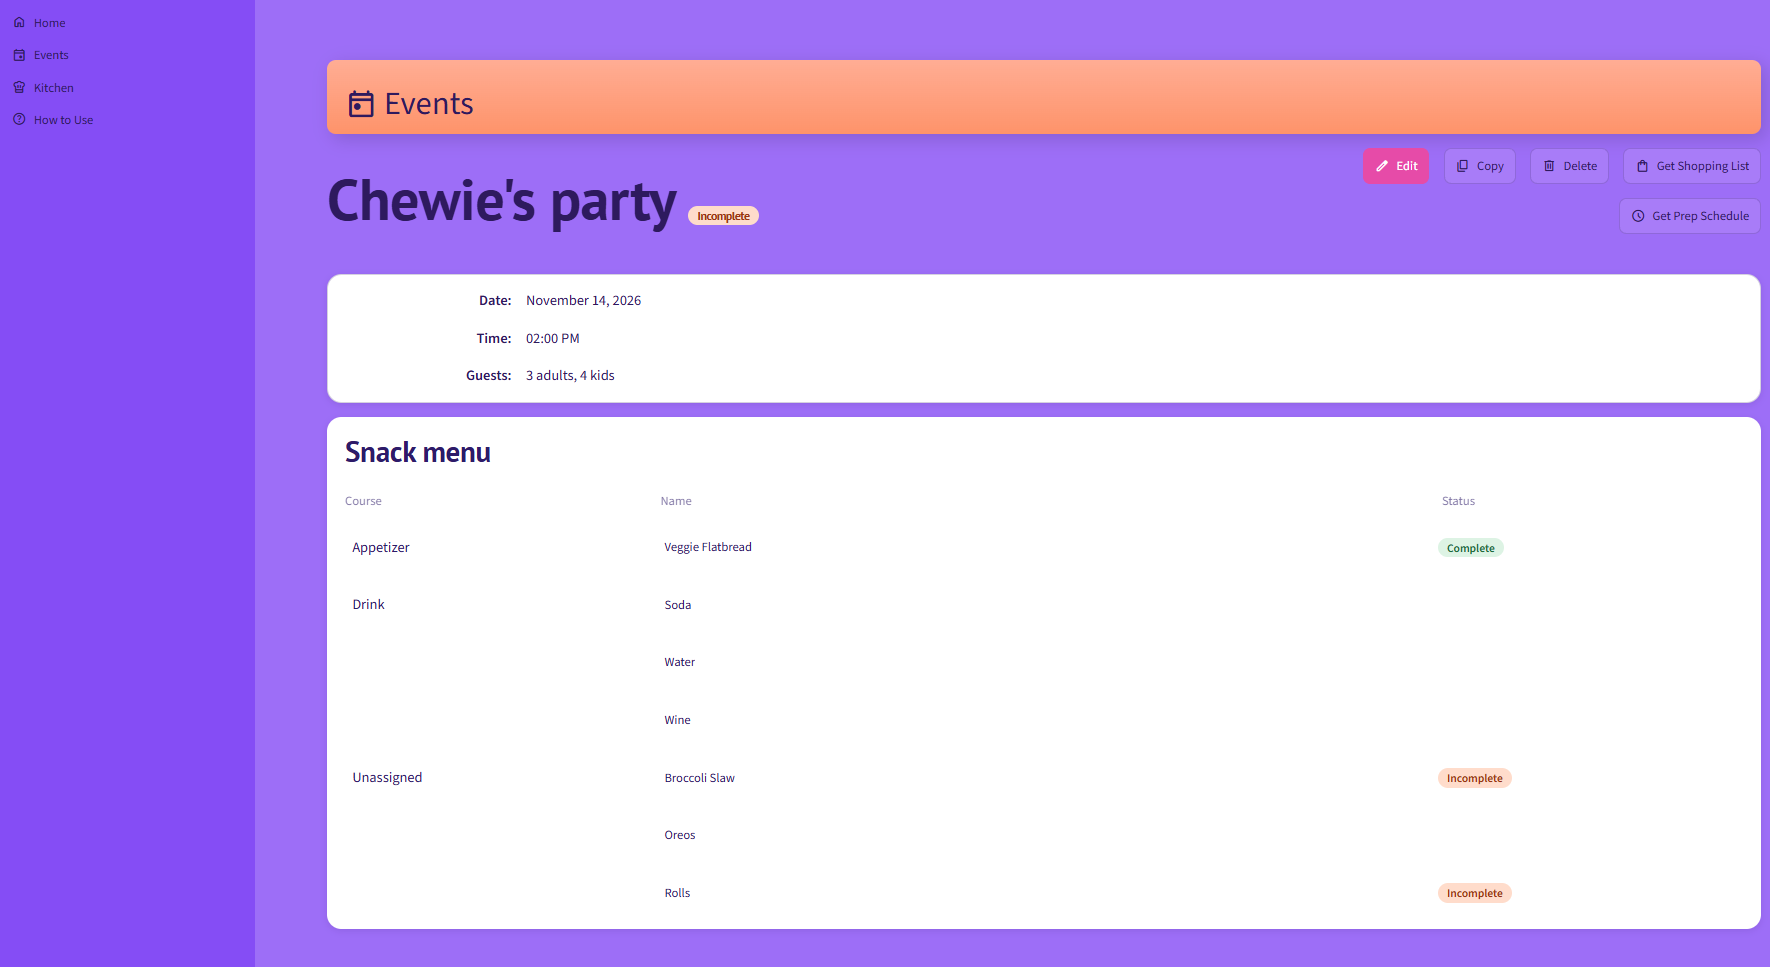 Home
Events
Kitchen
How to Use
Events
Edit
Copy
Delete
Get Shopping List
Get Prep Schedule
Chewie's party Incomplete
Date: November 14, 2026
Time: 02:00 PM
Guests: 3 adults, 4 kids
Snack menu
Course Name Status
Appetizer Veggie Flatbread Complete
Drink Soda
Water
Wine
Unassigned Broccoli Slaw Incomplete
Oreos
Rolls Incomplete